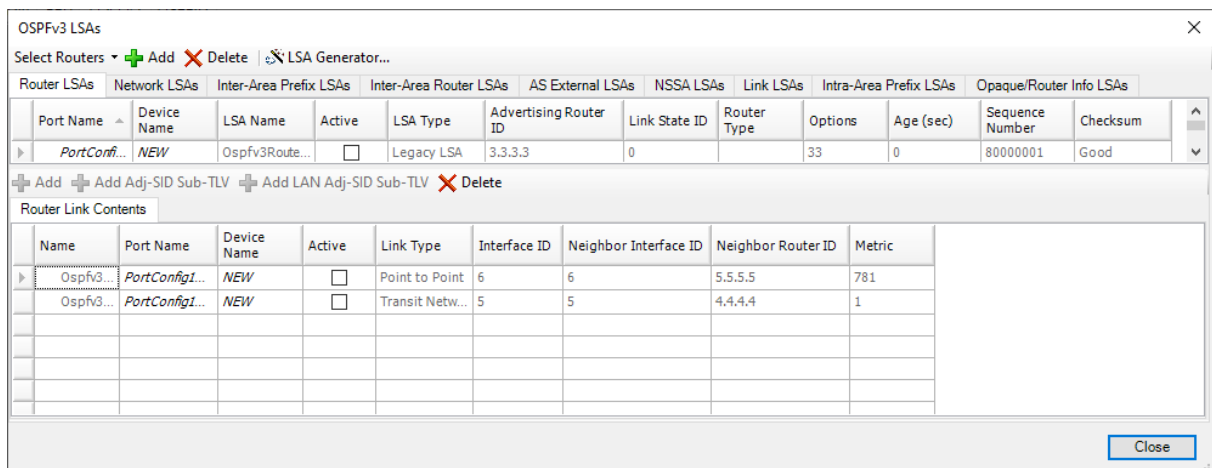 OSPFv3 LSAs
Select Routers Add Delete LSA Generator...
Router LSAs Network LSAs Inter-Area Prefix LSAs Inter-Area Router LSAs AS External LSAs NSSA LSAs Link LSAs Intra-Area Prefix LSAs Opaque/Router Info LSAs
Port Name Device Name LSA Name Active LSA Type Advertising Router ID Link State ID Router Type Options Age (sec) Sequence Number Checksum
PortConfi... NEW Ospfv3Route... Legacy LSA 3.3.3.3 0 33 0 80000001 Good
Add Add Adj-SID Sub-TLV Add LAN Adj-SID Sub-TLV Delete
Router Link Contents
Name Port Name Device Name Active Link Type Interface ID Neighbor Interface ID Neighbor Router ID Metric
Ospfv3... PortConfig1... NEW Point to Point 6 6 5.5.5.5 781
Ospfv3... PortConfig1... NEW Transit Netw... 5 5 4.4.4.4 1
Close